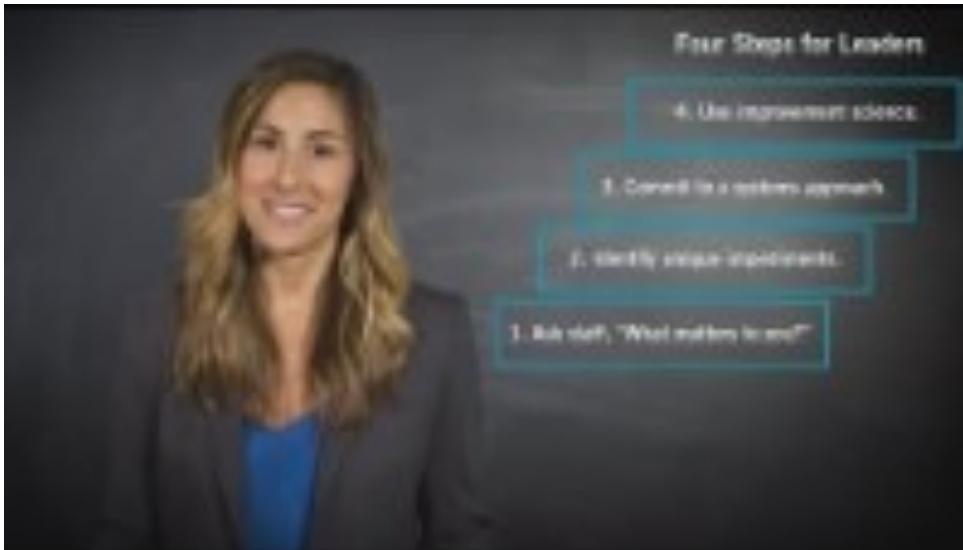 Four Steps for Leaders
4. Use improvement science.
3. Commit to a systems approach.
2. Identify unique impediments.
1. Ask staff, "What matters to you?"